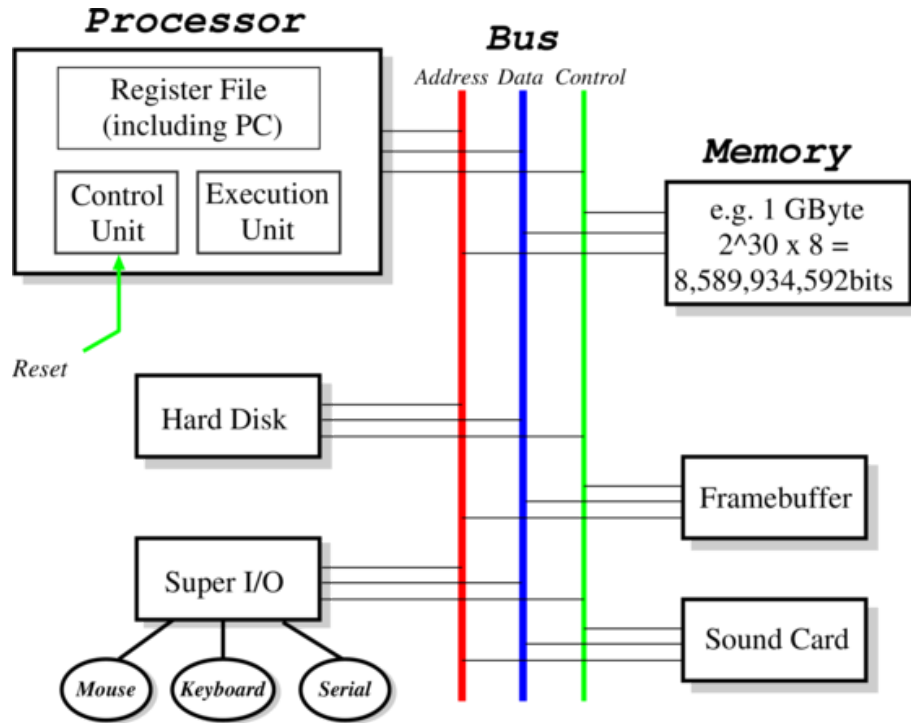 Processor
Bus
Address Data Control
Register File
(including PC)
Control
Unit
Execution
Unit
Reset
Memory
e.g. 1 GByte
2^30 x 8 =
8,589,934,592bits
Hard Disk
Framebuffer
Super I/O
Sound Card
Mouse
Keyboard
Serial